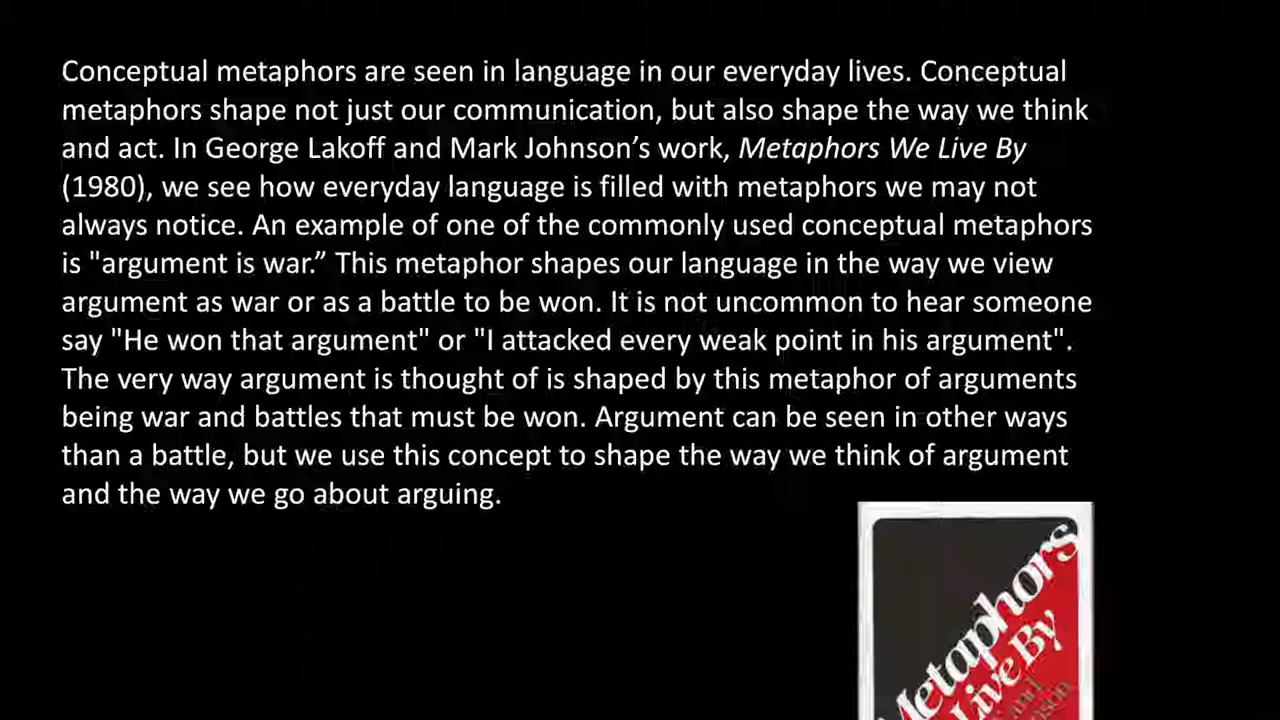 Conceptual metaphors are seen in language in our everyday lives. Conceptual
metaphors shape not just our communication, but also shape the way we think
and act. In George Lakoff and Mark Johnson’s work, Metaphors We Live By
(1980), we see how everyday language is filled with metaphors we may not
always notice. An example of one of the commonly used conceptual metaphors
is "argument is war.” This metaphor shapes our language in the way we view
argument as war or as a battle to be won. It is not uncommon to hear someone
say "He won that argument" or "I attacked every weak point in his argument".
The very way argument is thought of is shaped by this metaphor of arguments
being war and battles that must be won. Argument can be seen in other ways
than a battle, but we use this concept to shape the way we think of argument
and the way we go about arguing.
Metaphors
Live By